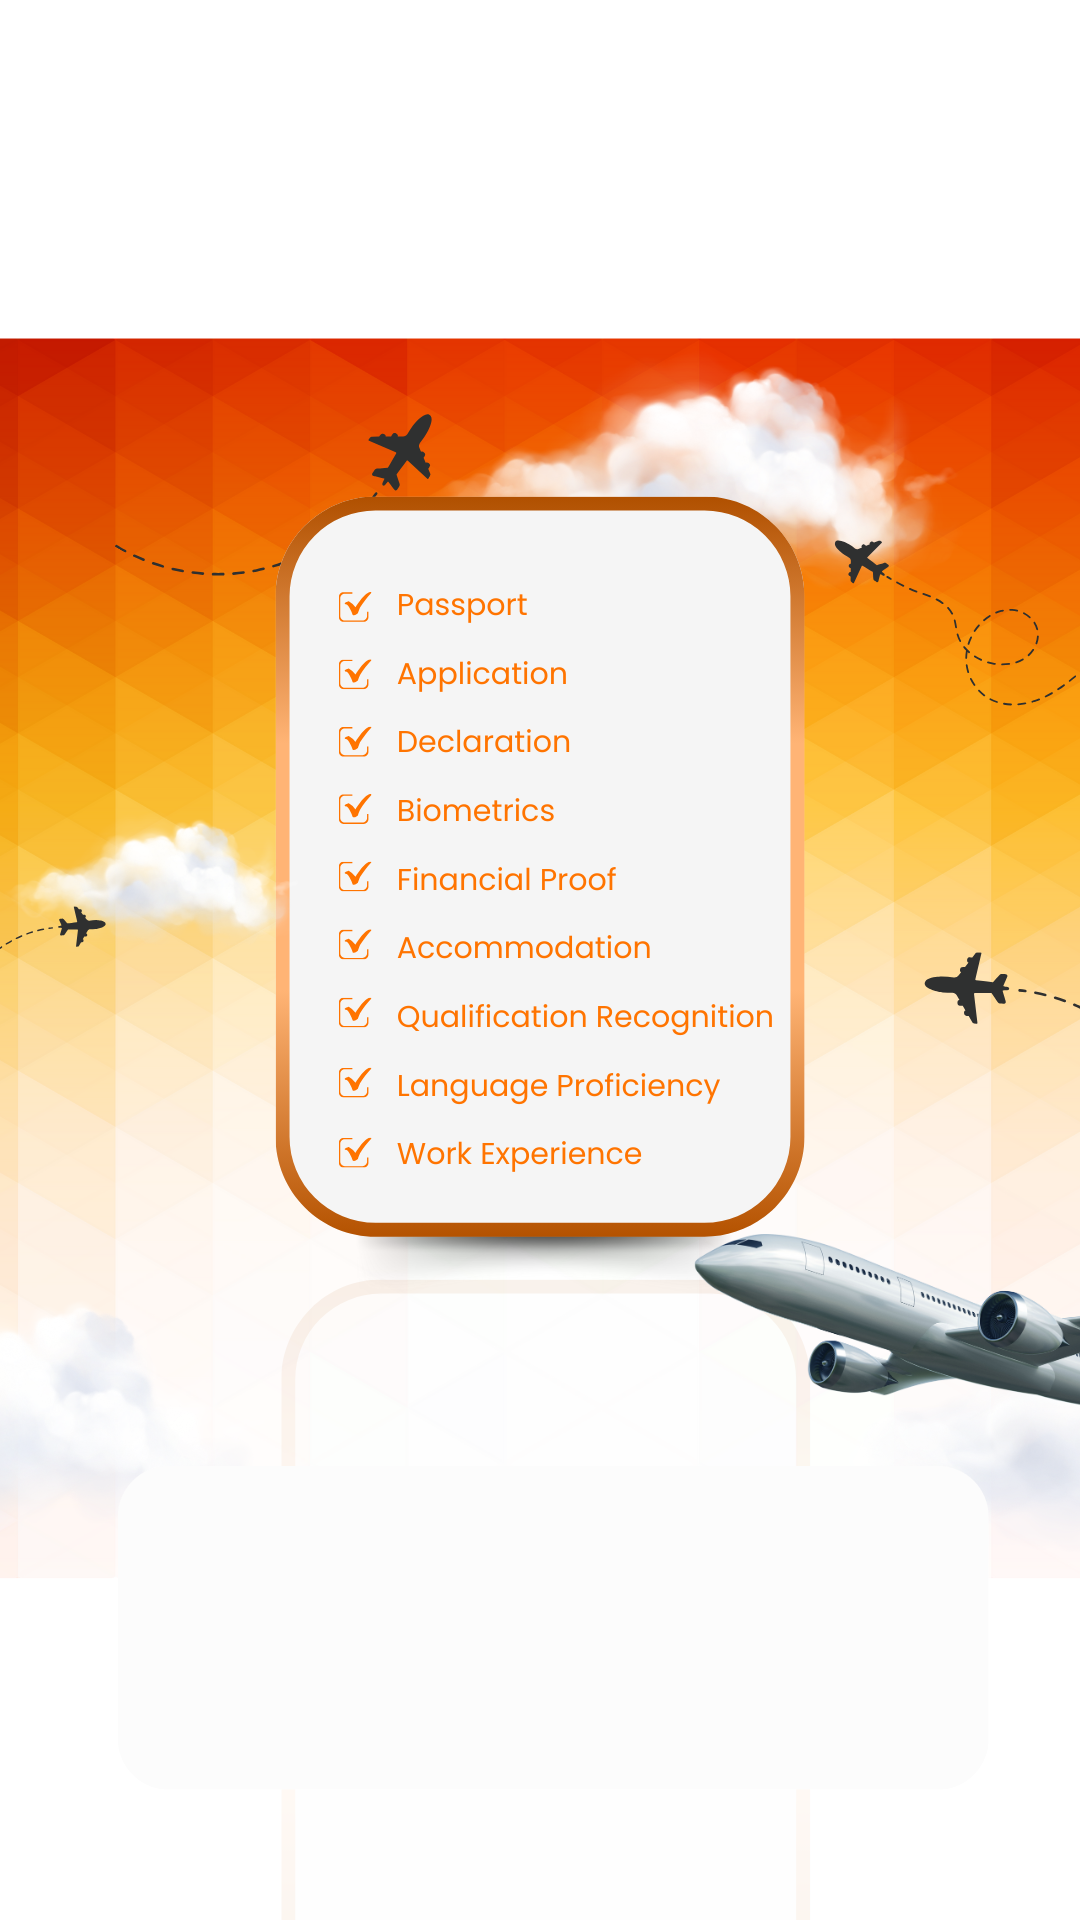 Passport
Application
Declaration
Biometrics
Financial Proof
Accommodation
Qualification Recognition
Language Proficiency
Work Experience